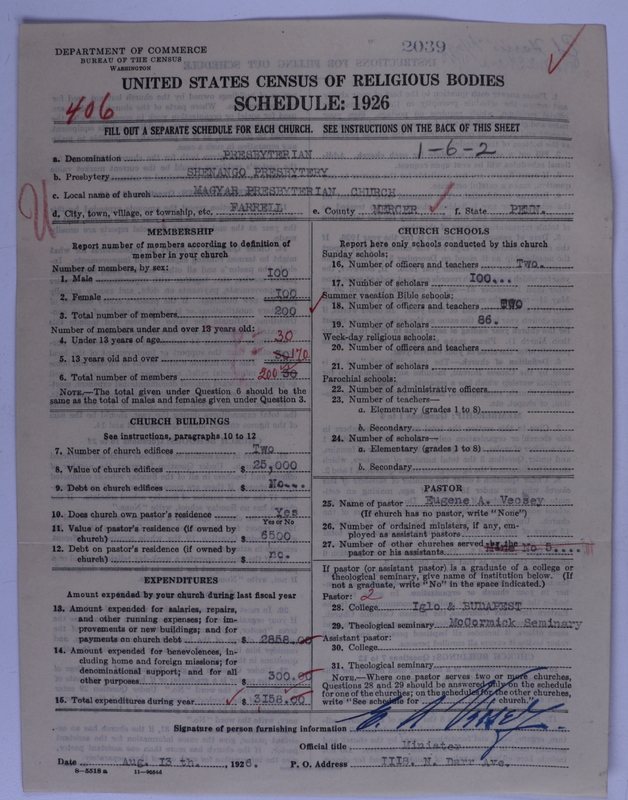 2039
DEPARTMENT OF COMMERCE
BUREAU OF THE CENSUS
WASHINGTON
UNITED STATES CENSUS OF RELIGIOUS BODIES
SCHEDULE: 1926
406
FILL OUT A SEPARATE SCHEDULE FOR EACH CHURCH. SEE INSTRUCTIONS ON THE BACK OF THIS SHEET
a. Denomination PRESBYTERIAN 1-6-2
b. Presbytery SHENANGO PRESBYTERY
c. Local name of church MAGYAR PRESBYTERIAN CHURCH
d. City, town, village, or township, etc. FARRELL e. County MERCER f. State PENN.
MEMBERSHIP
Report number of members according to definition of
member in your church
Number of members, by sex:
1. Male 100
2. Female 100
3. Total number of members 200
Number of members under and over 13 years old:
4. Under 13 years of age 30
5. 13 years old and over 170
6. Total number of members 200
NOTE.—The total given under Question 6 should be the
same as the total of males and females given under Question 3.
CHURCH BUILDINGS
See instructions, paragraphs 10 to 12
7. Number of church edifices Two
8. Value of church edifices $ 25,000
9. Debt on church edifices $ No...
10. Does church own pastor's residence Yes
Yes or No
11. Value of pastor's residence (if owned by
church) $ 6500
12. Debt on pastor's residence (if owned by
church) $ no.
EXPENDITURES
Amount expended by your church during last fiscal year
13. Amount expended for salaries, repairs,
and other running expenses; for im-
provements or new buildings; and for
payments on church debt $ 2858.00
14. Amount expended for benevolences, in-
cluding home and foreign missions; for
denominational support; and for all
other purposes $ 300.00
15. Total expenditures during year $ 3158.00
CHURCH SCHOOLS
Report here only schools conducted by this church
Sunday schools:
16. Number of officers and teachers Two.
17. Number of scholars 100...
Summer vacation Bible schools:
18. Number of officers and teachers two
19. Number of scholars 86.
Week-day religious schools:
20. Number of officers and teachers
21. Number of scholars
Parochial schools:
22. Number of administrative officers
23. Number of teachers—
a. Elementary (grades 1 to 8)
b. Secondary
24. Number of scholars—
a. Elementary (grades 1 to 8)
b. Secondary
PASTOR
25. Name of pastor Eugene A. Vecsey
(If church has no pastor, write "None")
26. Number of ordained ministers, if any, em-
ployed as assistant pastors
27. Number of other churches served by the
pastor or his assistants No
If pastor (or assistant pastor) is a graduate of a college or
theological seminary, give name of institution below. (If
not a graduate, write "No" in the space indicated.)
Pastor: 2
28. College Iglo & BUDAPEST
29. Theological seminary McCormick Seminary
Assistant pastor:
30. College
31. Theological seminary
NOTE.—Where one pastor serves two or more churches,
Questions 28 and 29 should be answered only on the schedule
for one of the churches; on the schedules for the other churches,
write "See schedule for church."
Signature of person furnishing information
Official title Minister
Date Aug. 13 th., 1926. P. O. Address 1118. N. Darr Ave.
8—5518a 11—96544